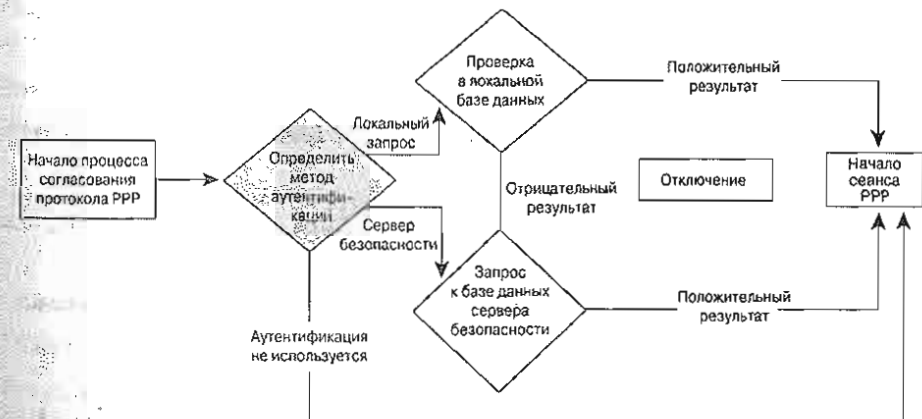 Проверка
в локальной
базе данных
Положительный
результат
Локальный
запрос
Начало процесса
согласования
протокола PPP
Определить
метод
аутентифи-
кации
Отрицательный
результат
Отключение
Начало
сеанса
PPP
Сервер
безопасности
Запрос
к базе данных
сервера
безопасности
Положительный
результат
Аутентификация
не используется